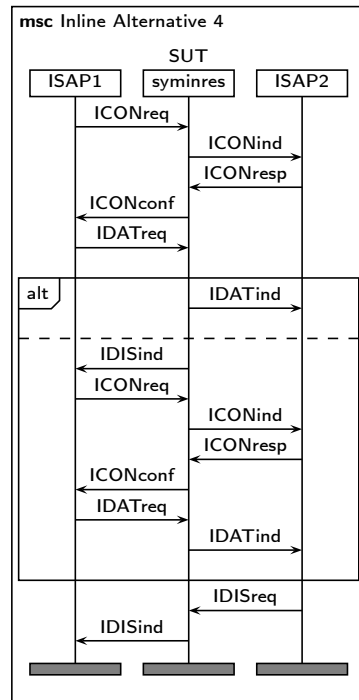 msc Inline Alternative 4
SUT
ISAP1 syminres ISAP2
ICONreq
ICONind
ICONresp
ICONconf
IDATreq
alt
IDATind
IDISind
ICONreq
ICONind
ICONresp
ICONconf
IDATreq
IDATind
IDISreq
IDISind